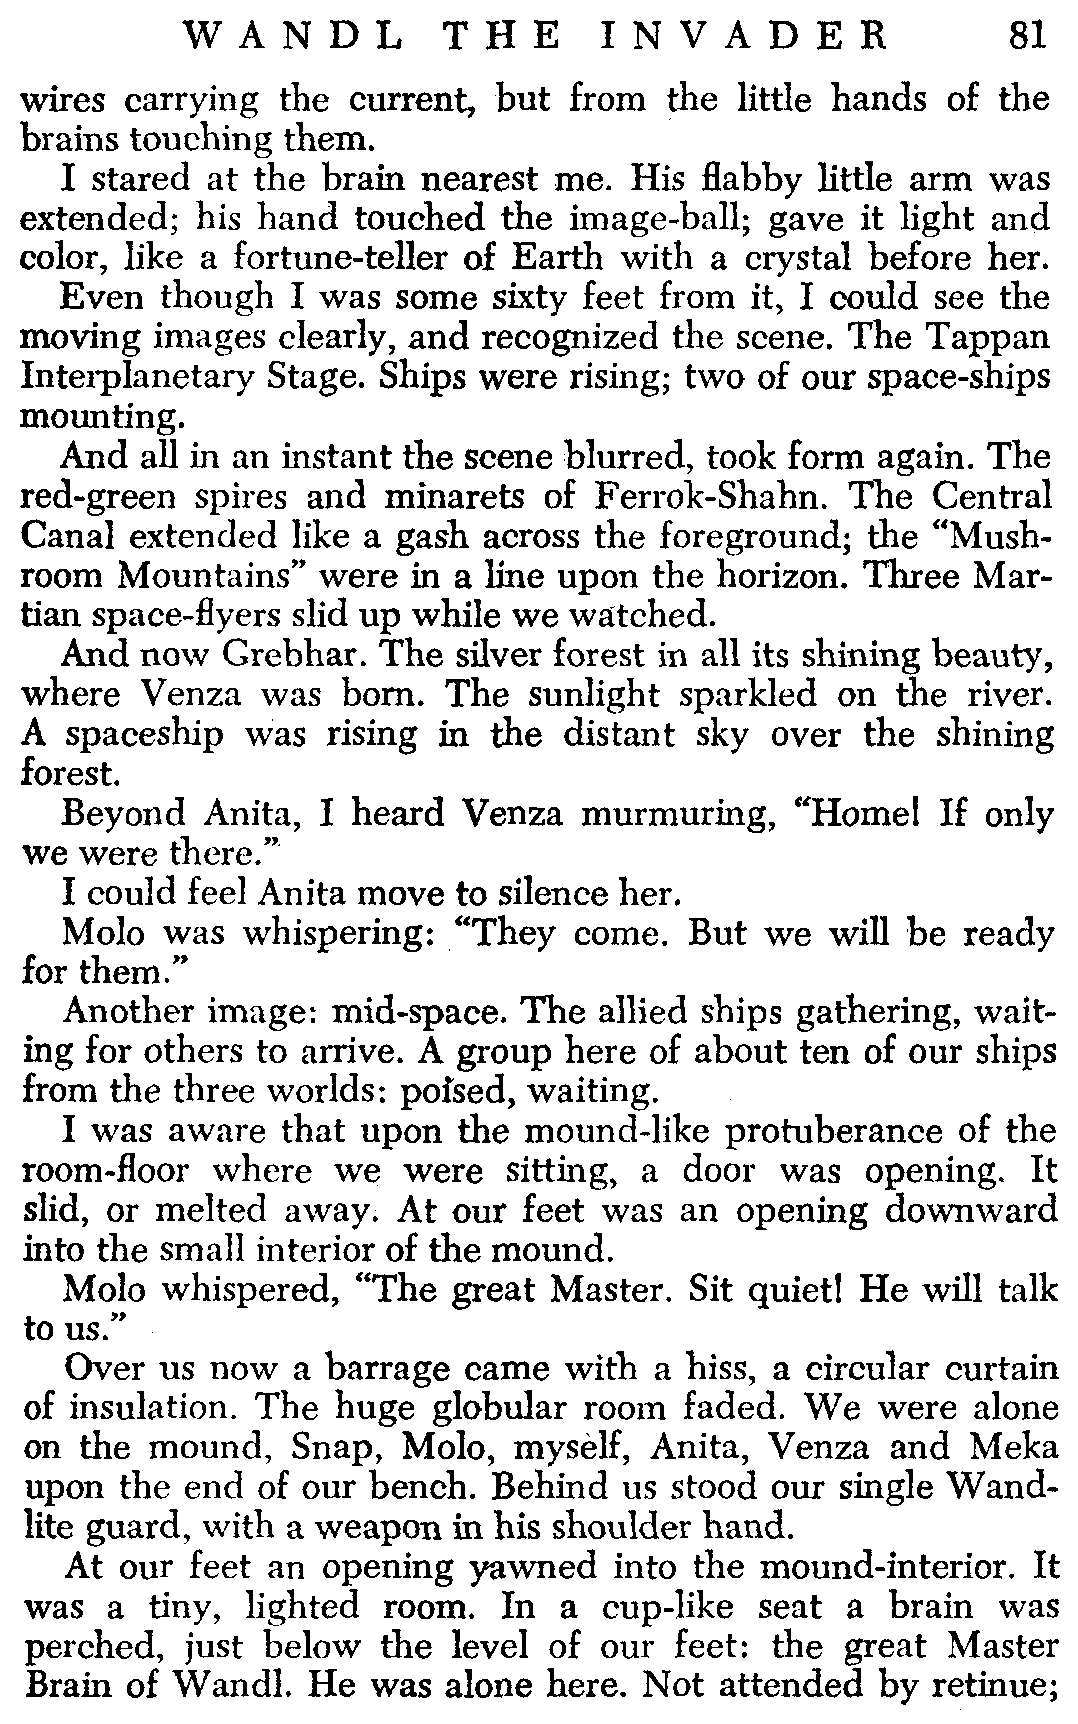 WANDL THE INVADER 81
wires carrying the current, but from the little hands of the
brains touching them.
I stared at the brain nearest me. His flabby little arm was
extended; his hand touched the image-ball; gave it light and
color, like a fortune-teller of Earth with a crystal before her.
Even though I was some sixty feet from it, I could see the
moving images clearly, and recognized the scene. The Tappan
Interplanetary Stage. Ships were rising; two of our space-ships
mounting.
And all in an instant the scene blurred, took form again. The
red-green spires and minarets of Ferrok-Shahn. The Central
Canal extended like a gash across the foreground; the “Mush-
room Mountains” were in a line upon the horizon. Three Mar-
tian space-flyers slid up while we watched.
And now Grebhar. The silver forest in all its shining beauty,
where Venza was born. The sunlight sparkled on the river.
A spaceship was rising in the distant sky over the shining
forest.
Beyond Anita, I heard Venza murmuring, “Home! If only
we were there.”
I could feel Anita move to silence her.
Molo was whispering: “They come. But we will be ready
for them.”
Another image: mid-space. The allied ships gathering, wait-
ing for others to arrive. A group here of about ten of our ships
from the three worlds: poised, waiting.
I was aware that upon the mound-like protuberance of the
room-floor where we were sitting, a door was opening. It
slid, or melted away. At our feet was an opening downward
into the small interior of the mound.
Molo whispered, “The great Master. Sit quiet! He will talk
to us.”
Over us now a barrage came with a hiss, a circular curtain
of insulation. The huge globular room faded. We were alone
on the mound, Snap, Molo, myself, Anita, Venza and Meka
upon the end of our bench. Behind us stood our single Wand-
lite guard, with a weapon in his shoulder hand.
At our feet an opening yawned into the mound-interior. It
was a tiny, lighted room. In a cup-like seat a brain was
perched, just below the level of our feet: the great Master
Brain of Wandl. He was alone here. Not attended by retinue;